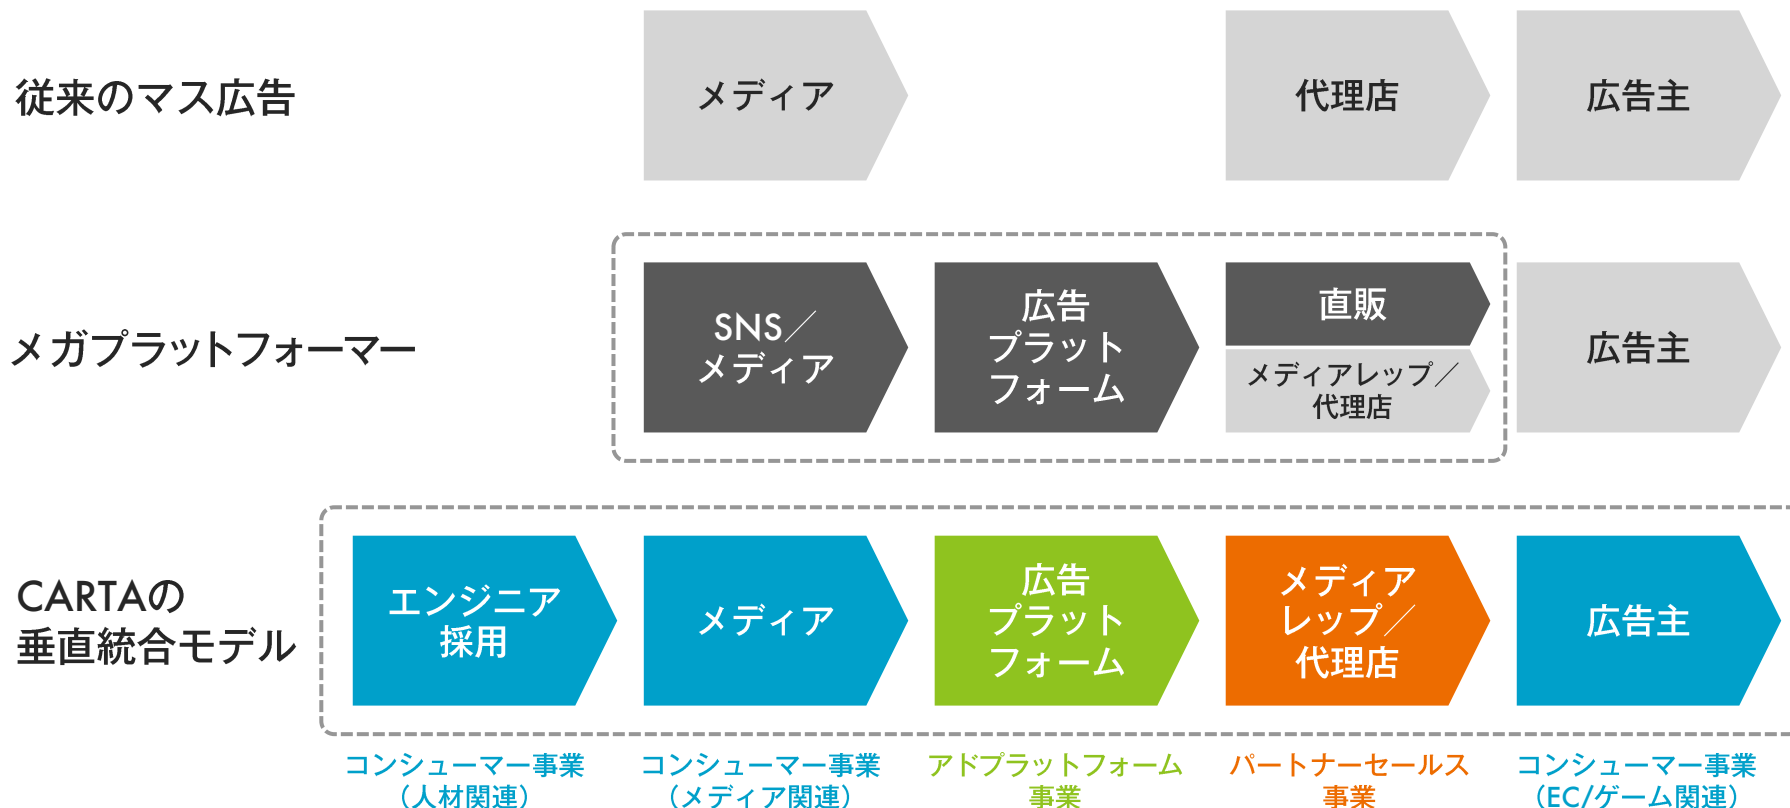 従来のマス広告
メディア
代理店
広告主
メガプラットフォーマー
SNS／
メディア
広告
プラット
フォーム
直販
メディアレップ／
代理店
広告主
CARTAの
垂直統合モデル
エンジニア
採用
メディア
広告
プラット
フォーム
メディア
レップ／
代理店
広告主
コンシューマー事業
（人材関連）
コンシューマー事業
（メディア関連）
アドプラットフォーム
事業
パートナーセールス
事業
コンシューマー事業
（EC/ゲーム関連）